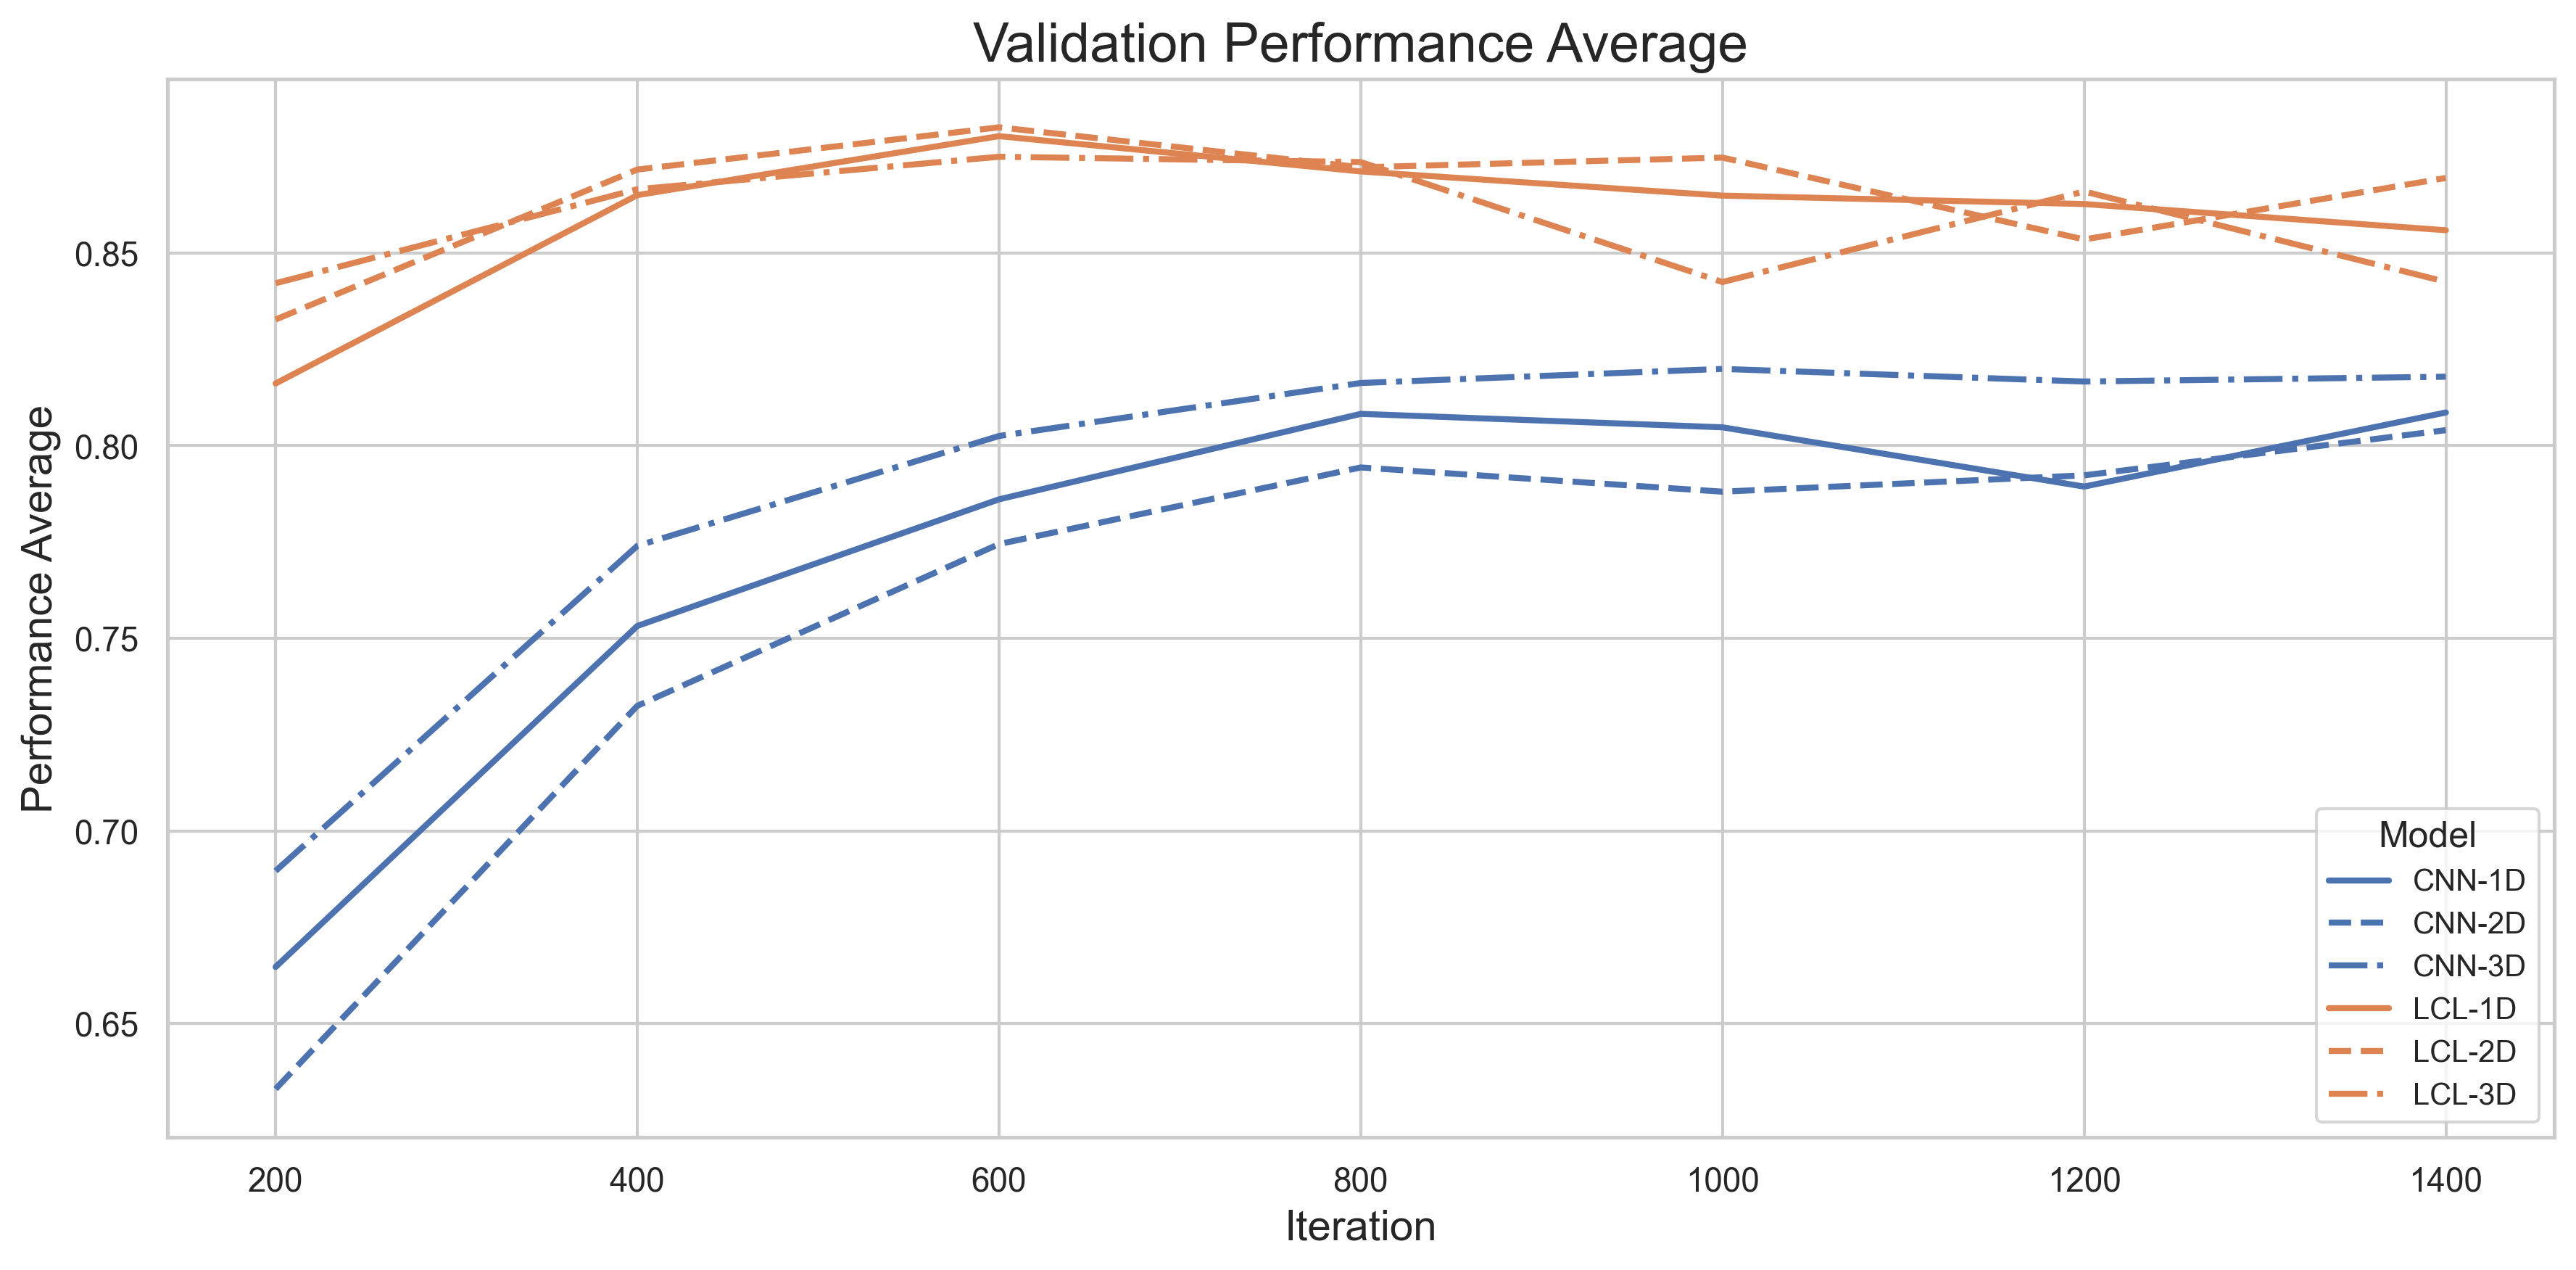 Validation Performance Average
Performance Average
0.85
0.80
0.75
0.70
0.65
200 400 600 800 1000 1200 1400
Iteration
Model
CNN-1D
CNN-2D
CNN-3D
LCL-1D
LCL-2D
LCL-3D